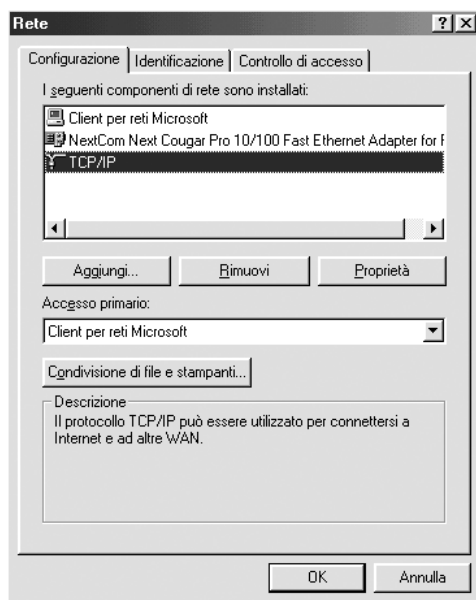 Rete
Configurazione Identificazione Controllo di accesso
I seguenti componenti di rete sono installati:
Client per reti Microsoft
NextCom Next Cougar Pro 10/100 Fast Ethernet Adapter for
TCP/IP
Aggiungi... Rimuovi Proprietà
Accesso primario:
Client per reti Microsoft
Condivisione di file e stampanti...
Descrizione
Il protocollo TCP/IP può essere utilizzato per connettersi a
Internet e ad altre WAN.
OK Annulla